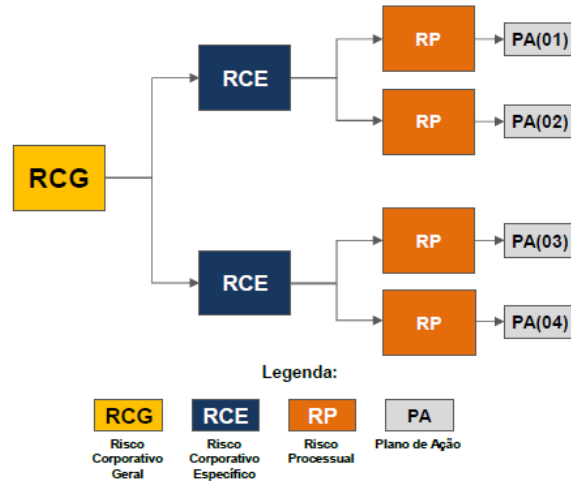 RP
PA(01)
RCE
RP
PA(02)
RCG
RP
PA(03)
RCE
RP
PA(04)
Legenda:
RCG
RCE
RP
PA
Risco
Corporativo
Geral
Risco
Corporativo
Específico
Risco
Processual
Plano de Ação